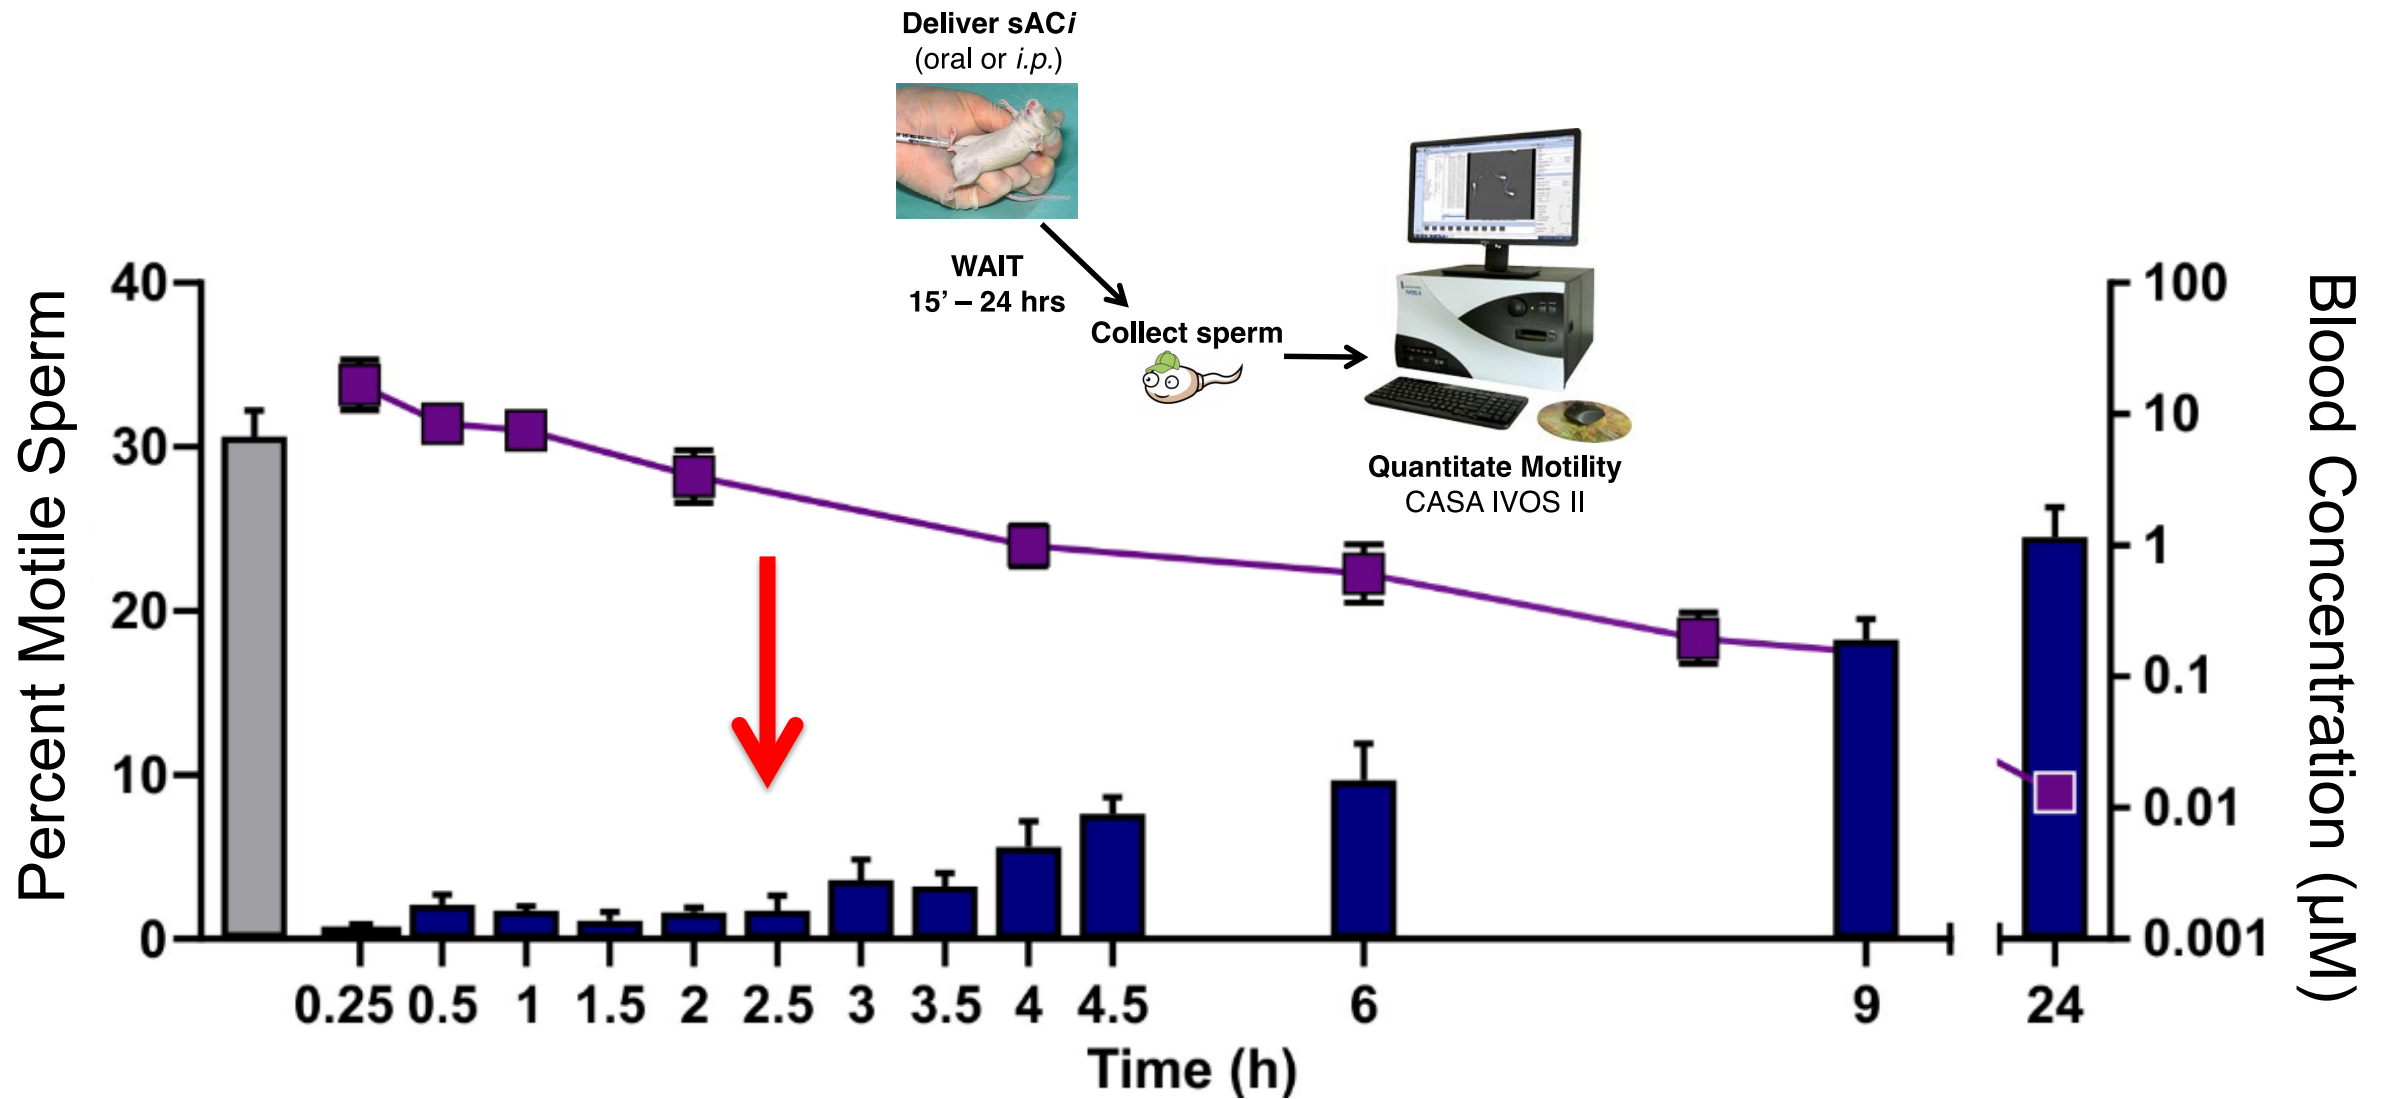 Deliver sACi
(oral or i.p.)
WAIT
15’ – 24 hrs
Collect sperm
Quantitate Motility
CASA IVOS II
Percent Motile Sperm
40
30
20
10
0
100
10
1
0.1
0.01
0.001
Blood Concentration (µM)
0.25 0.5 1 1.5 2 2.5 3 3.5 4 4.5 6 9 24
Time (h)